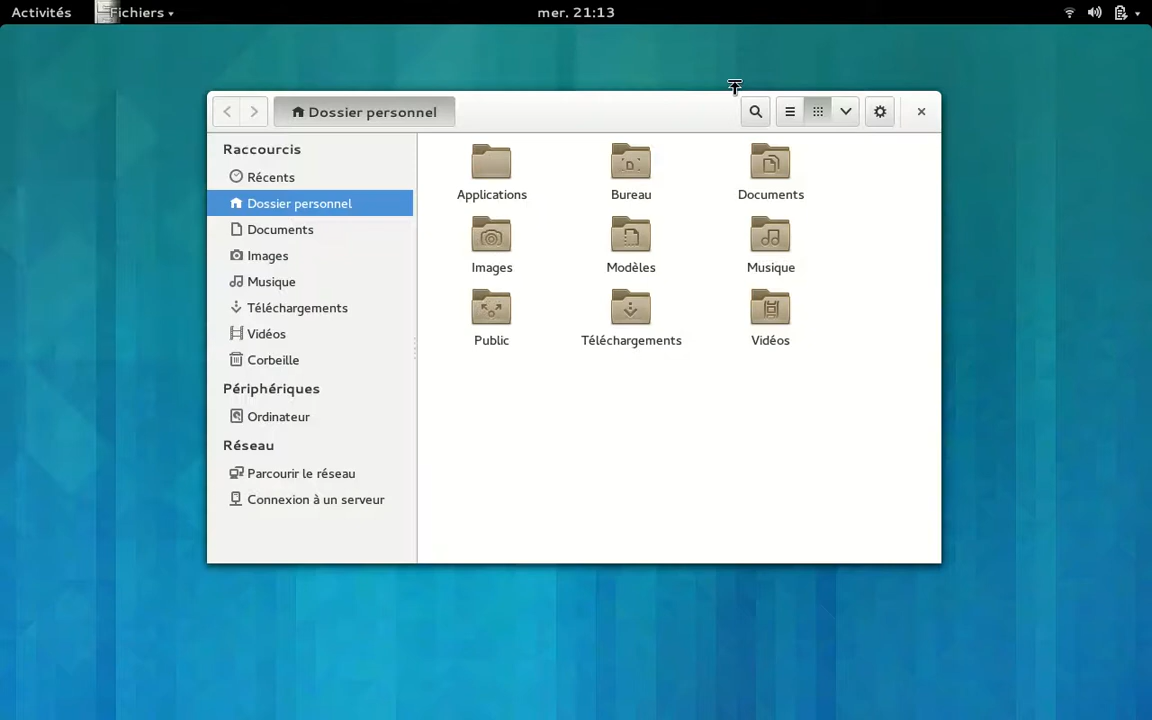 Activités Fichiers mer. 21:13
Dossier personnel
Raccourcis
Récents
Dossier personnel
Documents
Images
Musique
Téléchargements
Vidéos
Corbeille
Périphériques
Ordinateur
Réseau
Parcourir le réseau
Connexion à un serveur
Applications Bureau Documents
Images Modèles Musique
Public Téléchargements Vidéos